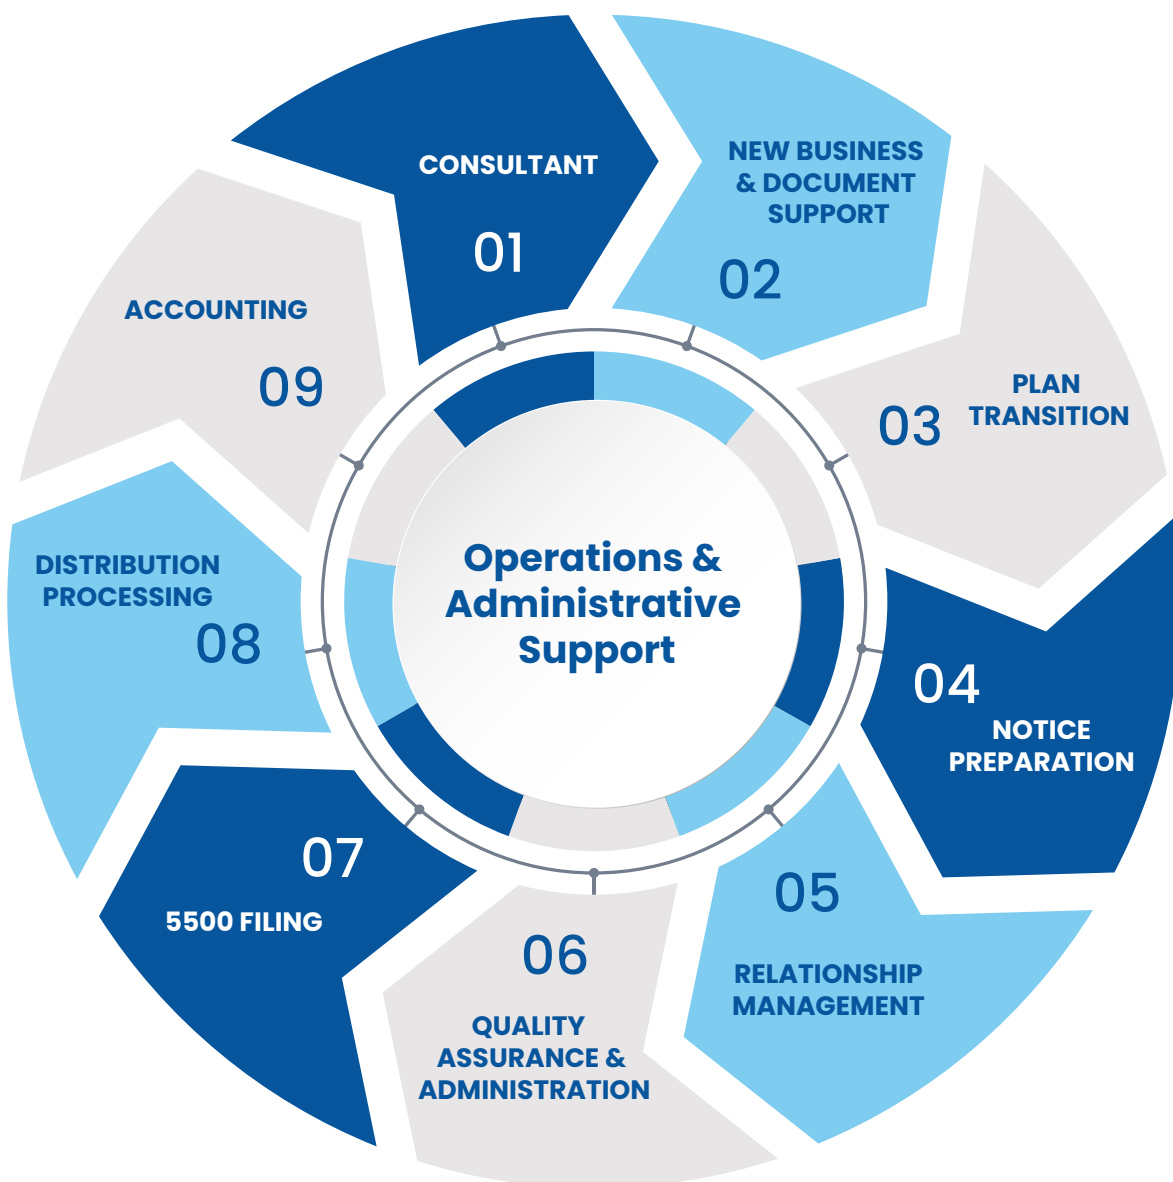 CONSULTANT
01
NEW BUSINESS
& DOCUMENT
SUPPORT
02
PLAN
TRANSITION
03
04
NOTICE
PREPARATION
05
RELATIONSHIP
MANAGEMENT
06
QUALITY
ASSURANCE &
ADMINISTRATION
07
5500 FILING
DISTRIBUTION
PROCESSING
08
ACCOUNTING
09
Operations &
Administrative
Support